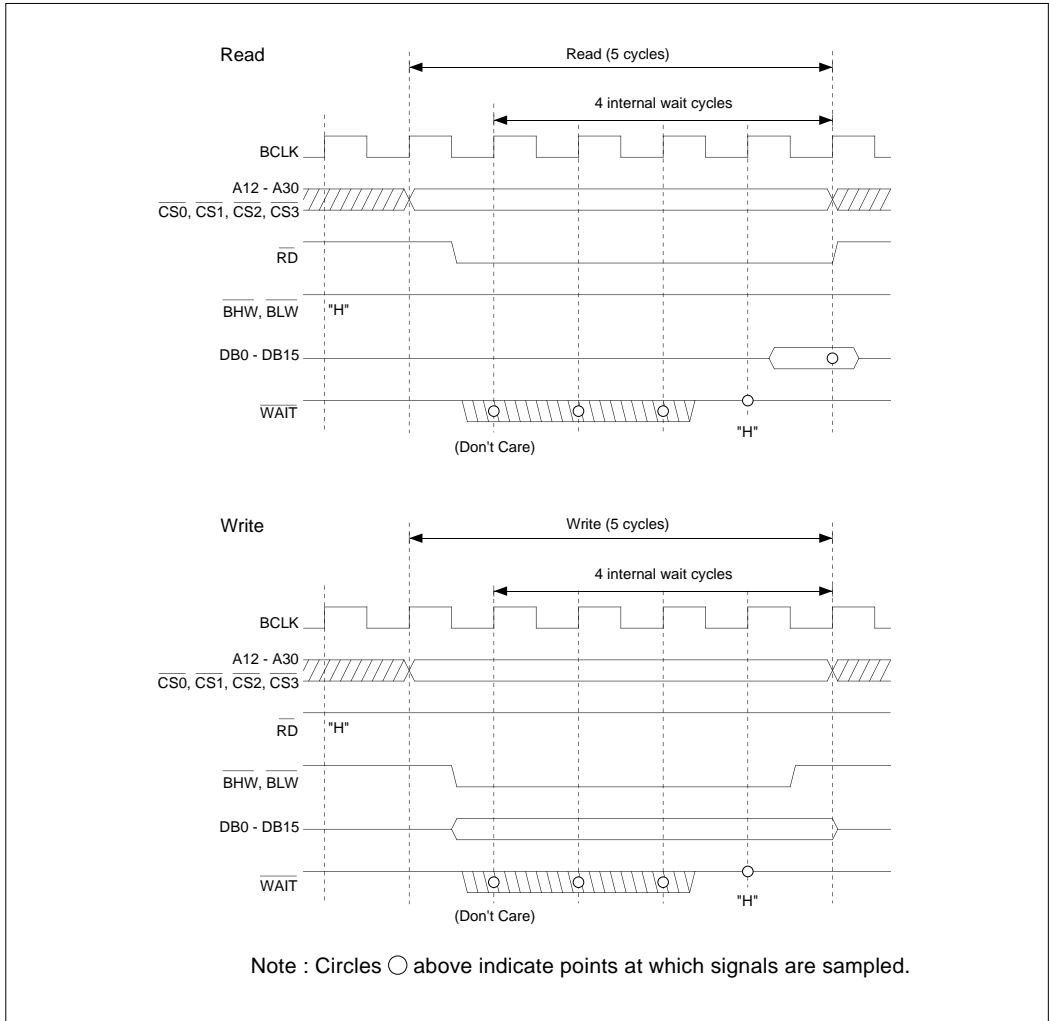 Read
Read (5 cycles)
4 internal wait cycles
BCLK
A12 - A30
CS0, CS1, CS2, CS3
RD
BHW, BLW "H"
DB0 - DB15
WAIT
"H"
(Don't Care)
Write
Write (5 cycles)
4 internal wait cycles
BCLK
A12 - A30
CS0, CS1, CS2, CS3
RD "H"
BHW, BLW
DB0 - DB15
WAIT
"H"
(Don't Care)
Note : Circles ○ above indicate points at which signals are sampled.